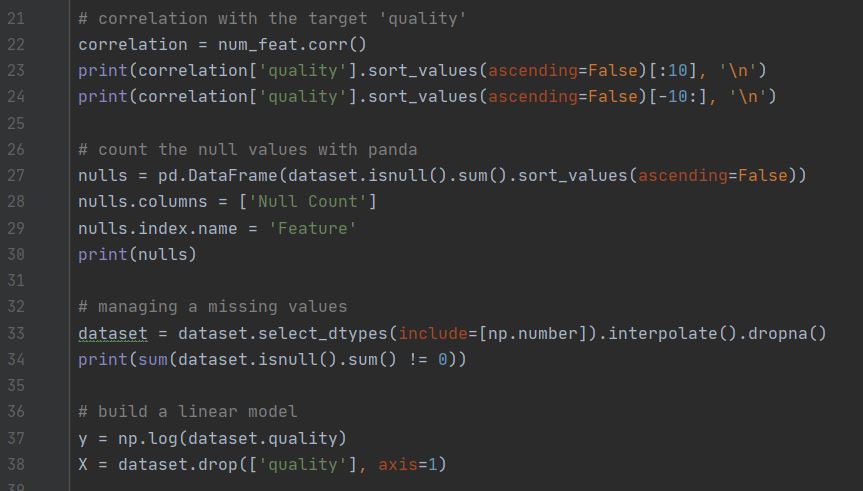 21 # correlation with the target 'quality'
22 correlation = num_feat.corr()
23 print(correlation['quality'].sort_values(ascending=False)[:10], '\n')
24 print(correlation['quality'].sort_values(ascending=False)[-10:], '\n')
25
26 # count the null values with panda
27 nulls = pd.DataFrame(dataset.isnull().sum().sort_values(ascending=False))
28 nulls.columns = ['Null Count']
29 nulls.index.name = 'Feature'
30 print(nulls)
31
32 # managing a missing values
33 dataset = dataset.select_dtypes(include=[np.number]).interpolate().dropna()
34 print(sum(dataset.isnull().sum() != 0))
35
36 # build a linear model
37 y = np.log(dataset.quality)
38 X = dataset.drop(['quality'], axis=1)
39